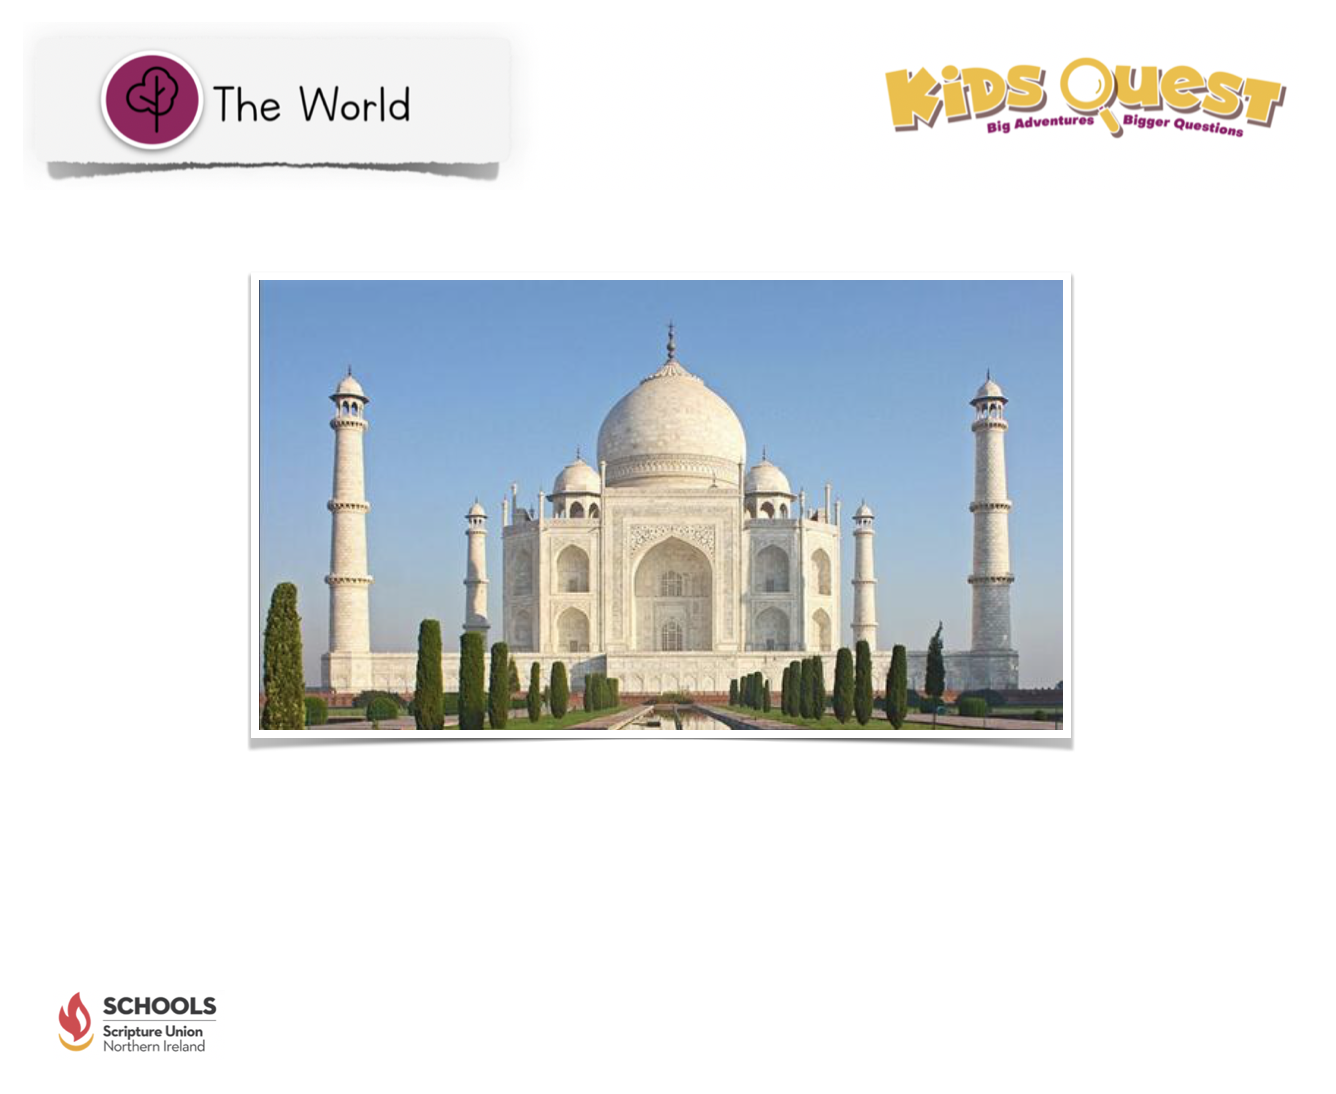 The World
KiDS QUEST
Big Adventures Bigger Questions
SCHOOLS
Scripture Union
Northern Ireland